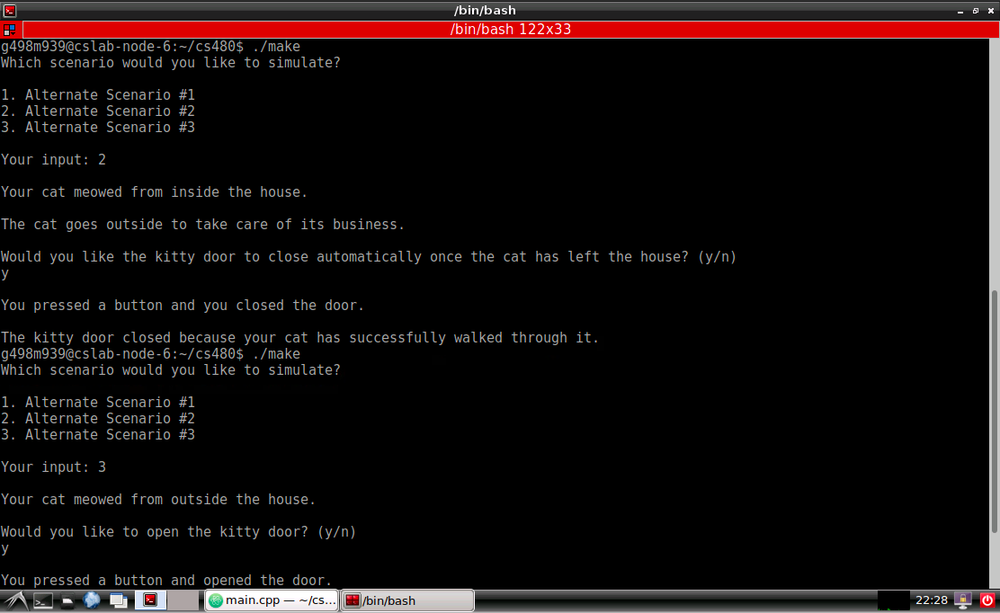 /bin/bash
/bin/bash 122x33
g498m939@cslab-node-6:~/cs480$ ./make
Which scenario would you like to simulate?
1. Alternate Scenario #1
2. Alternate Scenario #2
3. Alternate Scenario #3
Your input: 2
Your cat meowed from inside the house.
The cat goes outside to take care of its business.
Would you like the kitty door to close automatically once the cat has left the house? (y/n)
y
You pressed a button and you closed the door.
The kitty door closed because your cat has successfully walked through it.
g498m939@cslab-node-6:~/cs480$ ./make
Which scenario would you like to simulate?
1. Alternate Scenario #1
2. Alternate Scenario #2
3. Alternate Scenario #3
Your input: 3
Your cat meowed from outside the house.
Would you like to open the kitty door? (y/n)
y
You pressed a button and opened the door.
main.cpp — ~/cs... /bin/bash 22:28